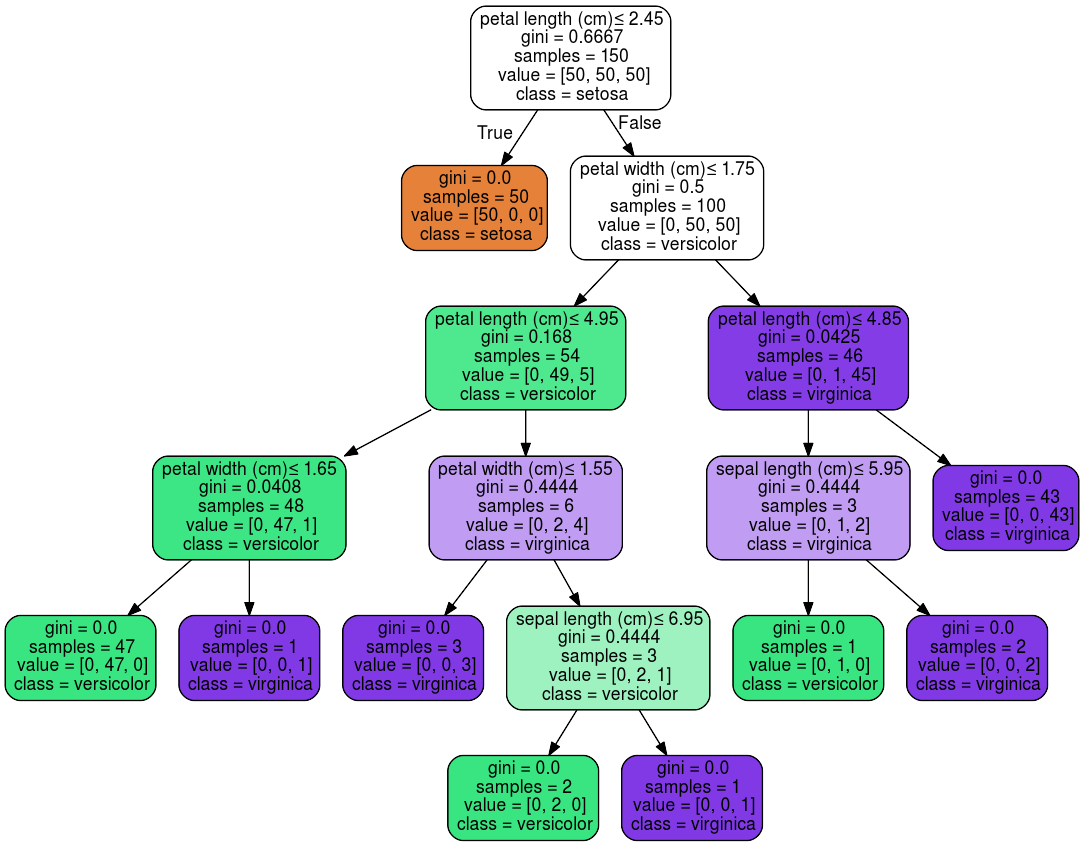 petal length (cm)≤ 2.45
gini = 0.6667
samples = 150
value = [50, 50, 50]
class = setosa
True
False
gini = 0.0
samples = 50
value = [50, 0, 0]
class = setosa
petal width (cm)≤ 1.75
gini = 0.5
samples = 100
value = [0, 50, 50]
class = versicolor
petal length (cm)≤ 4.95
gini = 0.168
samples = 54
value = [0, 49, 5]
class = versicolor
petal length (cm)≤ 4.85
gini = 0.0425
samples = 46
value = [0, 1, 45]
class = virginica
petal width (cm)≤ 1.65
gini = 0.0408
samples = 48
value = [0, 47, 1]
class = versicolor
petal width (cm)≤ 1.55
gini = 0.4444
samples = 6
value = [0, 2, 4]
class = virginica
sepal length (cm)≤ 5.95
gini = 0.4444
samples = 3
value = [0, 1, 2]
class = virginica
gini = 0.0
samples = 43
value = [0, 0, 43]
class = virginica
gini = 0.0
samples = 47
value = [0, 47, 0]
class = versicolor
gini = 0.0
samples = 1
value = [0, 0, 1]
class = virginica
gini = 0.0
samples = 3
value = [0, 0, 3]
class = virginica
sepal length (cm)≤ 6.95
gini = 0.4444
samples = 3
value = [0, 2, 1]
class = versicolor
gini = 0.0
samples = 1
value = [0, 1, 0]
class = versicolor
gini = 0.0
samples = 2
value = [0, 0, 2]
class = virginica
gini = 0.0
samples = 2
value = [0, 2, 0]
class = versicolor
gini = 0.0
samples = 1
value = [0, 0, 1]
class = virginica